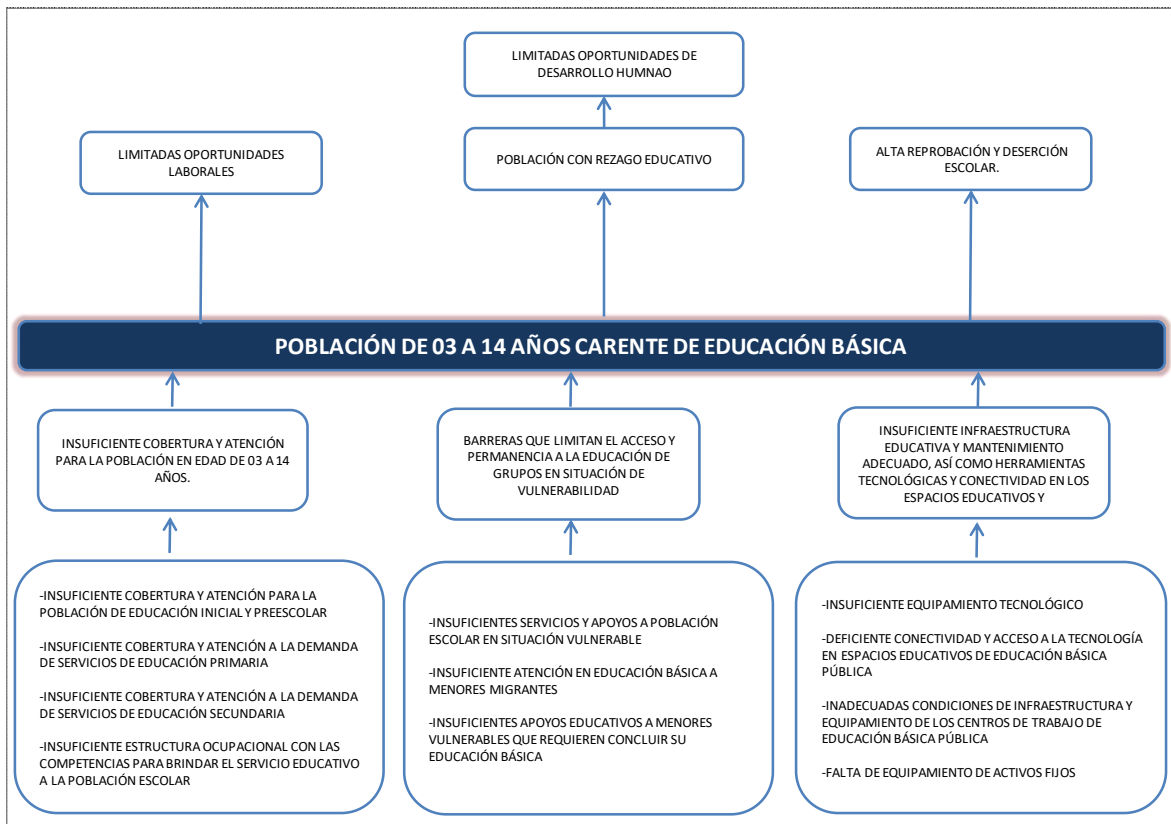 LIMITADAS OPORTUNIDADES DE
DESARROLLO HUMNAO
LIMITADAS OPORTUNIDADES
LABORALES
POBLACIÓN CON REZAGO EDUCATIVO
ALTA REPROBACIÓN Y DESERCIÓN
ESCOLAR.
POBLACIÓN DE 03 A 14 AÑOS CARENTE DE EDUCACIÓN BÁSICA
INSUFICIENTE COBERTURA Y ATENCIÓN
PARA LA POBLACIÓN EN EDAD DE 03 A 14
AÑOS.
BARRERAS QUE LIMITAN EL ACCESO Y
PERMANENCIA A LA EDUCACIÓN DE
GRUPOS EN SITUACIÓN DE
VULNERABILIDAD
INSUFICIENTE INFRAESTRUCTURA
EDUCATIVA Y MANTENIMIENTO
ADECUADO, ASÍ COMO HERRAMIENTAS
TECNOLÓGICAS Y CONECTIVIDAD EN LOS
ESPACIOS EDUCATIVOS Y
-INSUFICIENTE COBERTURA Y ATENCIÓN PARA LA
POBLACIÓN DE EDUCACIÓN INICIAL Y PREESCOLAR
-INSUFICIENTE COBERTURA Y ATENCIÓN A LA DEMANDA
DE SERVICIOS DE EDUCACIÓN PRIMARIA
-INSUFICIENTE COBERTURA Y ATENCIÓN A LA DEMANDA
DE SERVICIOS DE EDUCACIÓN SECUNDARIA
-INSUFICIENTE ESTRUCTURA OCUPACIONAL CON LAS
COMPETENCIAS PARA BRINDAR EL SERVICIO EDUCATIVO
A LA POBLACIÓN ESCOLAR
-INSUFICIENTES SERVICIOS Y APOYOS A POBLACIÓN
ESCOLAR EN SITUACIÓN VULNERABLE
-INSUFICIENTE ATENCIÓN EN EDUCACIÓN BÁSICA A
MENORES MIGRANTES
-INSUFICIENTES APOYOS EDUCATIVOS A MENORES
VULNERABLES QUE REQUIEREN CONCLUIR SU
EDUCACIÓN BÁSICA
-INSUFICIENTE EQUIPAMIENTO TECNOLÓGICO
-DEFICIENTE CONECTIVIDAD Y ACCESO A LA TECNOLOGÍA
EN ESPACIOS EDUCATIVOS DE EDUCACIÓN BÁSICA
PÚBLICA
-INADECUADAS CONDICIONES DE INFRAESTRUCTURA Y
EQUIPAMIENTO DE LOS CENTROS DE TRABAJO DE
EDUCACIÓN BÁSICA PÚBLICA
-FALTA DE EQUIPAMIENTO DE ACTIVOS FIJOS